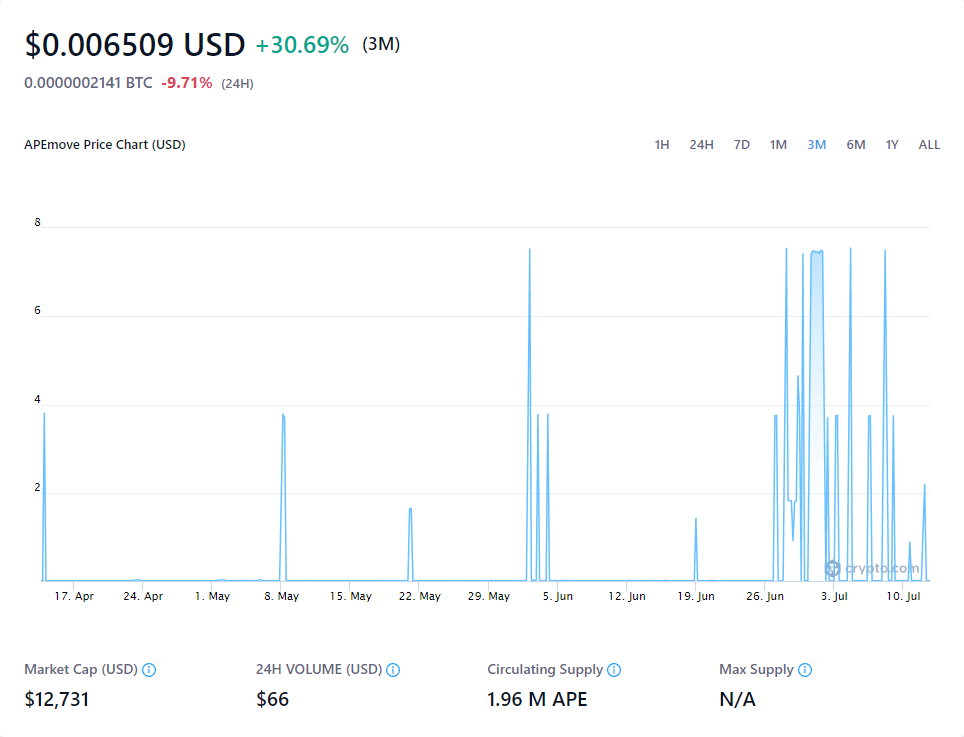 $0.006509 USD +30.69% (3M)
0.0000002141 BTC -9.71% (24H)
APEmove Price Chart (USD) 1H 24H 7D 1M 3M 6M 1Y ALL
8
6
4
2
crypto.com
17. Apr 24. Apr 1. May 8. May 15. May 22. May 29. May 5. Jun 12. Jun 19. Jun 26. Jun 3. Jul 10. Jul
Market Cap (USD) 24H VOLUME (USD) Circulating Supply Max Supply
$12,731 $66 1.96 M APE N/A